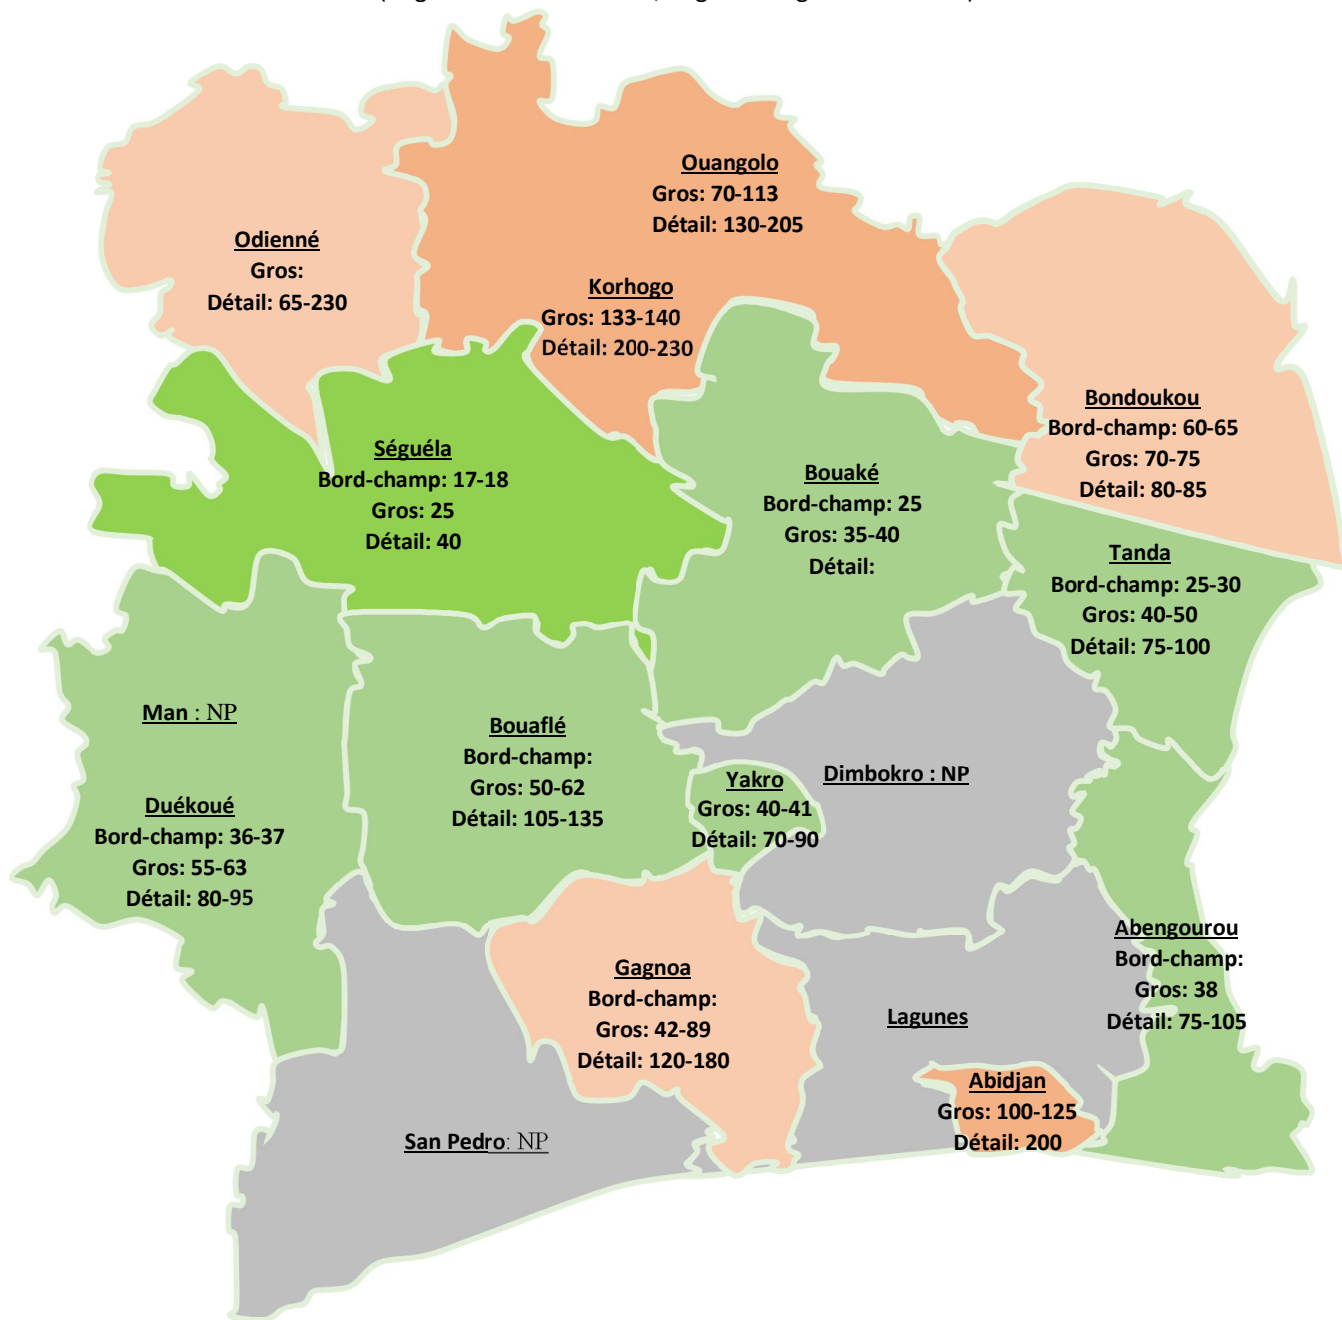 Ouangolo
Gros: 70-113
Détail: 130-205
Odienné
Gros:
Détail: 65-230
Korhogo
Gros: 133-140
Détail: 200-230
Bondoukou
Bord-champ: 60-65
Gros: 70-75
Détail: 80-85
Séguéla
Bord-champ: 17-18
Gros: 25
Détail: 40
Bouaké
Bord-champ: 25
Gros: 35-40
Détail:
Tanda
Bord-champ: 25-30
Gros: 40-50
Détail: 75-100
Man : NP
Bouaflé
Bord-champ:
Gros: 50-62
Détail: 105-135
Yakro
Gros: 40-41
Détail: 70-90
Dimbokro : NP
Duékoué
Bord-champ: 36-37
Gros: 55-63
Détail: 80-95
Abengourou
Bord-champ:
Gros: 38
Détail: 75-105
Gagnoa
Bord-champ:
Gros: 42-89
Détail: 120-180
Lagunes
Abidjan
Gros: 100-125
Détail: 200
San Pedro: NP